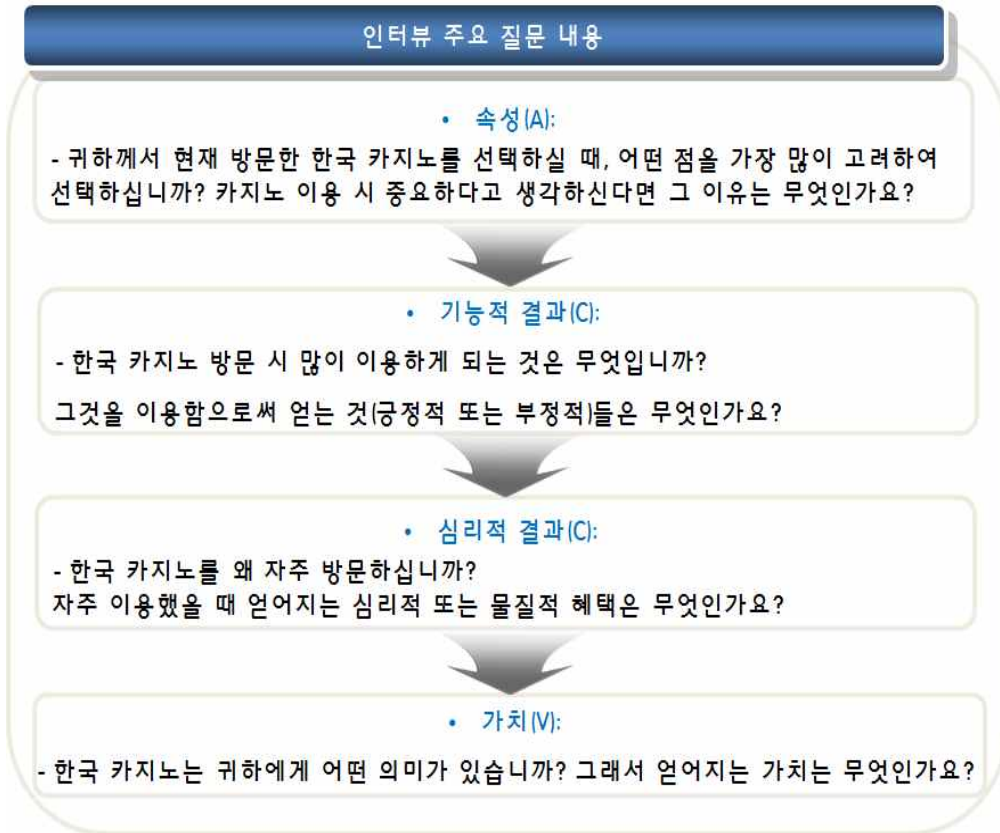 인터뷰 주요 질문 내용
• 속성(A):
- 귀하께서 현재 방문한 한국 카지노를 선택하실 때, 어떤 점을 가장 많이 고려하여
선택하십니까? 카지노 이용 시 중요하다고 생각하신다면 그 이유는 무엇인가요?
• 기능적 결과(C):
- 한국 카지노 방문 시 많이 이용하게 되는 것은 무엇입니까?
그것을 이용함으로써 얻는 것(긍정적 또는 부정적)들은 무엇인가요?
• 심리적 결과(C):
- 한국 카지노를 왜 자주 방문하십니까?
자주 이용했을 때 얻어지는 심리적 또는 물질적 혜택은 무엇인가요?
• 가치(V):
- 한국 카지노는 귀하에게 어떤 의미가 있습니까? 그래서 얻어지는 가치는 무엇인가요?